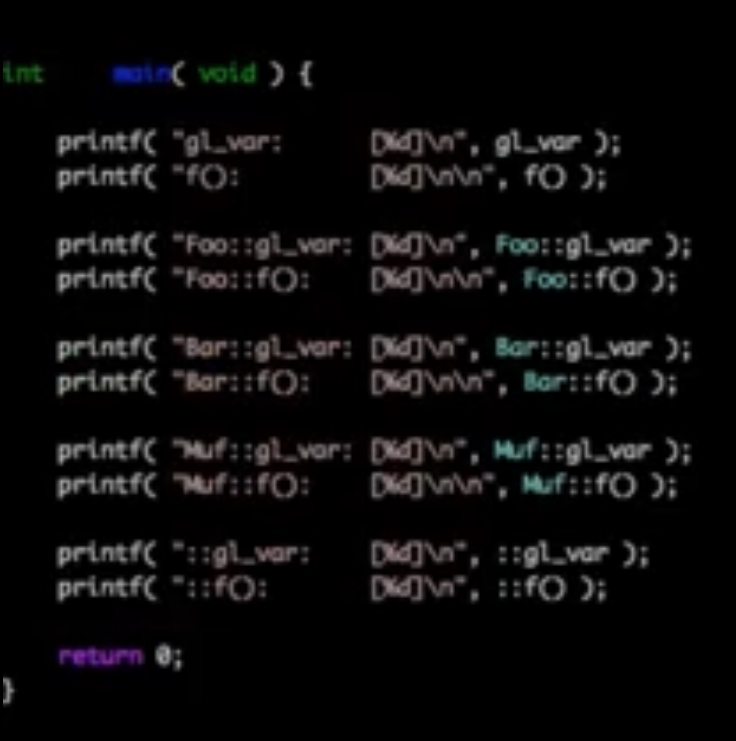 int     main( void ) {
    printf( "gl_var:      [%d]\n", gl_var );
    printf( "f():         [%d]\n\n", f() );
    printf( "Foo::gl_var: [%d]\n", Foo::gl_var );
    printf( "Foo::f():    [%d]\n\n", Foo::f() );
    printf( "Bar::gl_var: [%d]\n", Bar::gl_var );
    printf( "Bar::f():    [%d]\n\n", Bar::f() );
    printf( "Muf::gl_var: [%d]\n", Muf::gl_var );
    printf( "Muf::f():    [%d]\n\n", Muf::f() );
    printf( "::gl_var:    [%d]\n", ::gl_var );
    printf( "::f():       [%d]\n", ::f() );
    return 0;
}